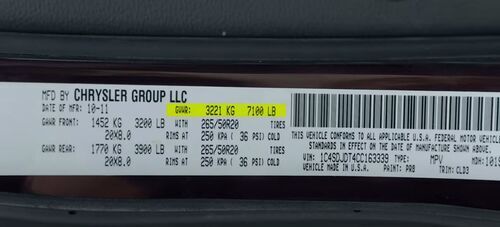 MFD BY CHRYSLER GROUP LLC
DATE OF MFR: 10-11 GVWR: 3221 KG 7100 LB
GAWR FRONT: 1452 KG 3200 LB WITH 265/50R20 TIRES
20X8.0 RIMS AT 250 KPA ( 36 PSI) COLD
GAWR REAR: 1770 KG 3900 LB WITH 265/50R20 TIRES
20X8.0 RIMS AT 250 KPA ( 36 PSI) COLD
THIS VEHICLE CONFORMS TO ALL APPLICABLE
FEDERAL MOTOR
STANDARDS IN EFFECT IN U.S.A. ON THE DATE OF MANUFACTURE SHOWN ABOVE.
VIN: 1C4SDJDT4CC163339 TYPE: MPV
VEHICLE MADE IN U.S.A. PAINT: PR8 TRIM: CLD3